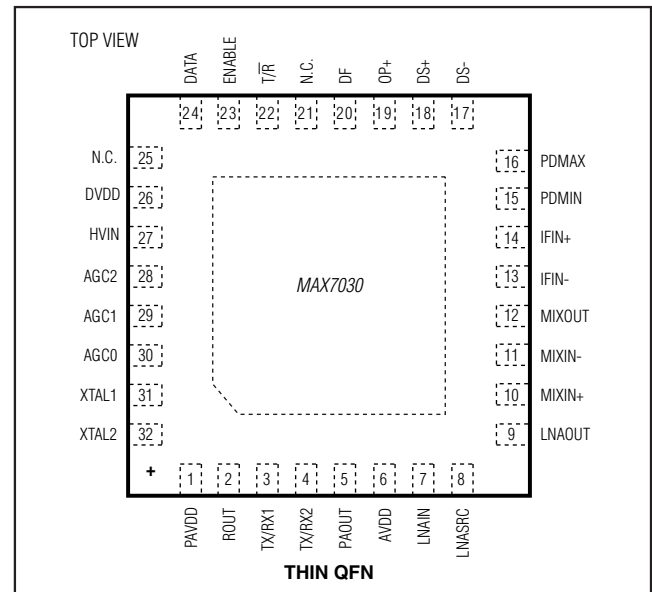 TOP VIEW
DATA
ENABLE
T/R̅
N.C.
DF
OP+
DS+
DS-
24 23 22 21 20 19 18 17
N.C. 25
DVDD 26
HVIN 27
AGC2 28
AGC1 29
AGC0 30
XTAL1 31
XTAL2 32
MAX7030
16 PDMAX
15 PDMIN
14 IFIN+
13 IFIN-
12 MIXOUT
11 MIXIN-
10 MIXIN+
9 LNAOUT
+
1 2 3 4 5 6 7 8
PAVDD
ROUT
TX/RX1
TX/RX2
PAOUT
AVDD
LNAIN
LNASRC
THIN QFN